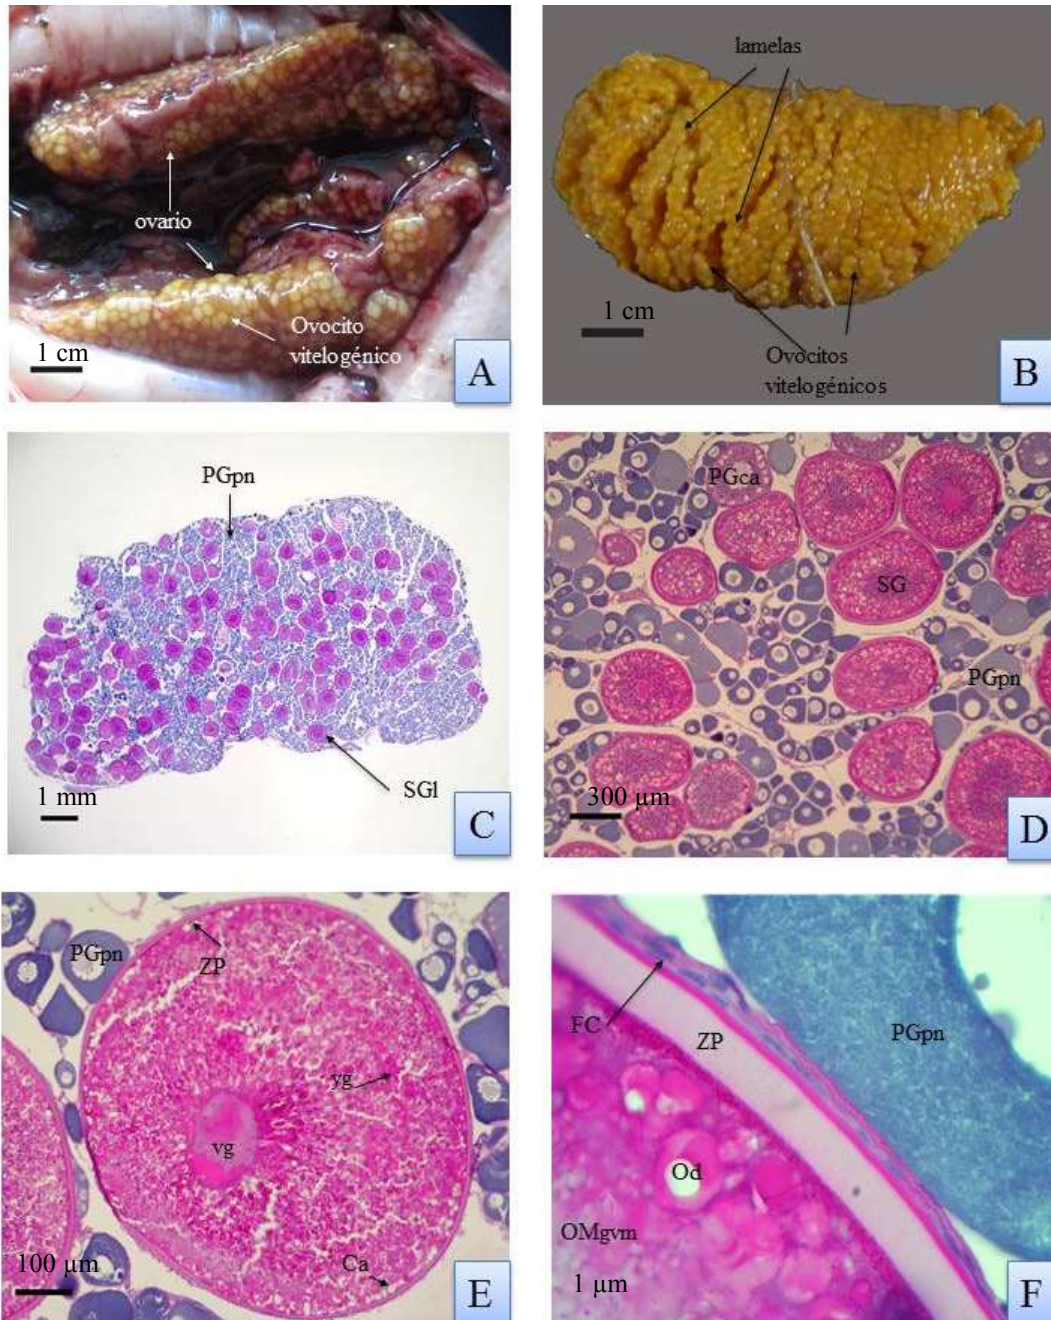 ovario
Ovocito
vitelogénico
1 cm
A
lamelas
1 cm
Ovocitos
vitelogénicos
B
PGpn
SGl
1 mm
C
PGca
SG
PGpn
300 µm
D
PGpn
ZP
yg
vg
Ca
100 µm
E
FC
ZP
PGpn
Od
OMgvm
1 µm
F